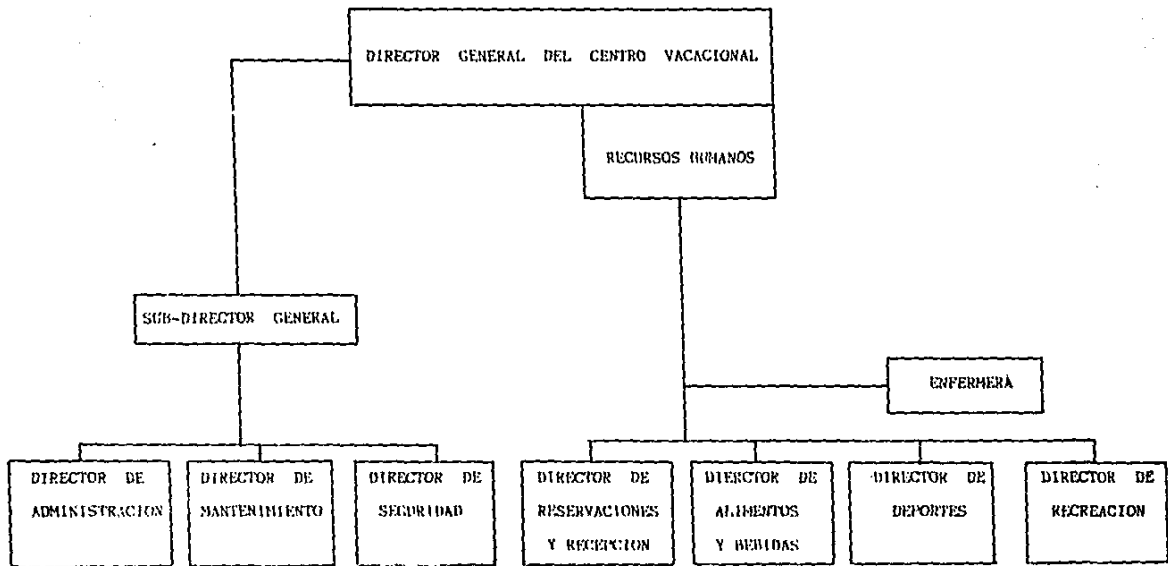 DIRECTOR GENERAL DEL CENTRO VACACIONAL
RECURSOS HUMANOS
SUB-DIRECTOR GENERAL
ENFERMERA
DIRECTOR DE
ADMINISTRACION
DIRECTOR DE
MANTENIMIENTO
DIRECTOR DE
SEGURIDAD
DIRECTOR DE
RESERVACIONES
Y RECEPCION
DIRECTOR DE
ALIMENTOS
Y BEBIDAS
DIRECTOR DE
DEPORTES
DIRECTOR DE
RECREACION